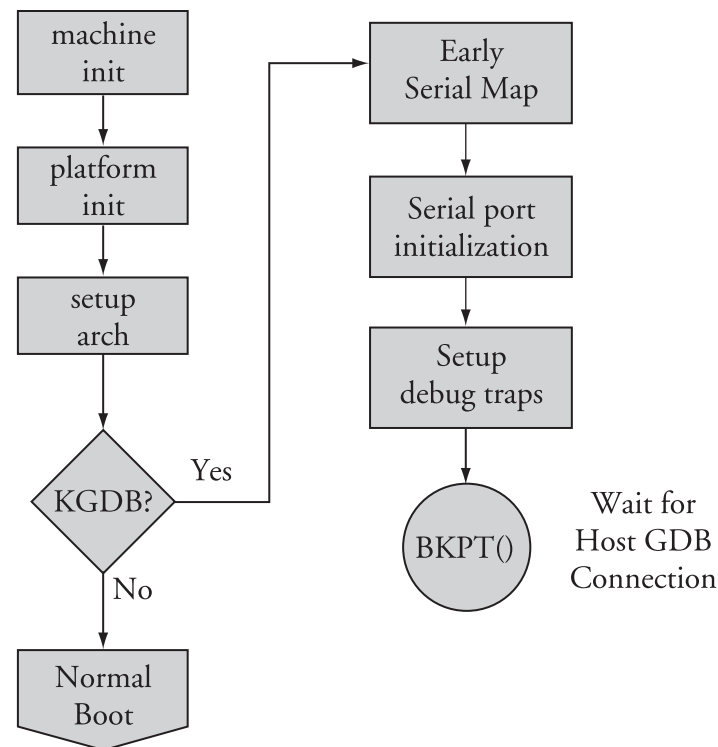 machine
init
platform
init
setup
arch
KGDB?
Yes
No
Normal
Boot
Early
Serial Map
Serial port
initialization
Setup
debug traps
BKPT()
Wait for
Host GDB
Connection